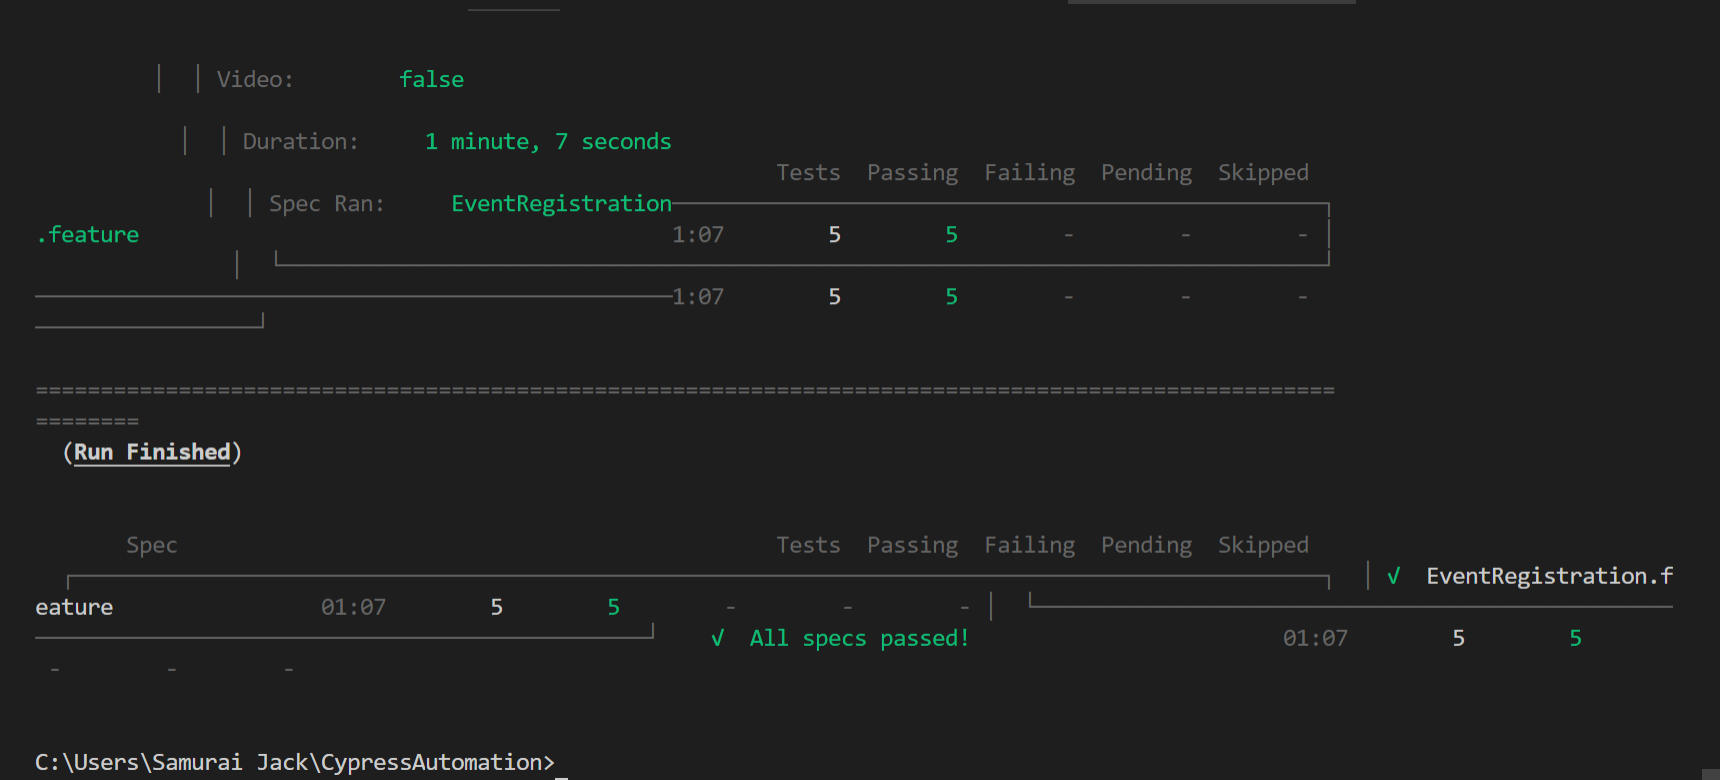 │ │ Video: false
│ │ Duration: 1 minute, 7 seconds
Tests Passing Failing Pending Skipped
│ │ Spec Ran: EventRegistration
.feature 1:07 5 5 - - - │
1:07 5 5 - - -
====================================================================================================
========
(Run Finished)
Spec Tests Passing Failing Pending Skipped
│ √ EventRegistration.f
eature 01:07 5 5 - - - │
√ All specs passed! 01:07 5 5
- - -
C:\Users\Samurai Jack\CypressAutomation>